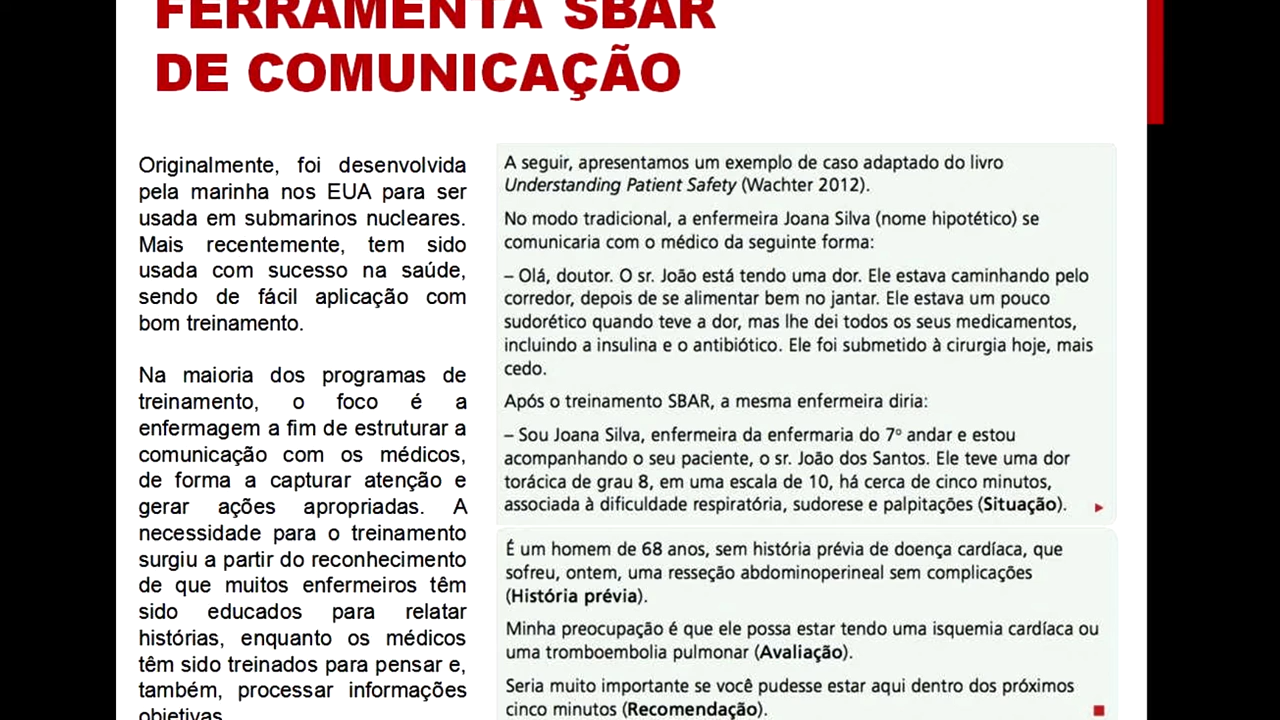 FERRAMENTA SBAR
DE COMUNICAÇÃO
Originalmente, foi desenvolvida
pela marinha nos EUA para ser
usada em submarinos nucleares.
Mais recentemente, tem sido
usada com sucesso na saúde,
sendo de fácil aplicação com
bom treinamento.
Na maioria dos programas de
treinamento, o foco é a
enfermagem a fim de estruturar a
comunicação com os médicos,
de forma a capturar atenção e
gerar ações apropriadas. A
necessidade para o treinamento
surgiu a partir do reconhecimento
de que muitos enfermeiros têm
sido educados para relatar
histórias, enquanto os médicos
têm sido treinados para pensar e,
também, processar informações
objetivas.
A seguir, apresentamos um exemplo de caso adaptado do livro
Understanding Patient Safety (Wachter 2012).
No modo tradicional, a enfermeira Joana Silva (nome hipotético) se
comunicaria com o médico da seguinte forma:
– Olá, doutor. O sr. João está tendo uma dor. Ele estava caminhando pelo
corredor, depois de se alimentar bem no jantar. Ele estava um pouco
sudorético quando teve a dor, mas lhe dei todos os seus medicamentos,
incluindo a insulina e o antibiótico. Ele foi submetido à cirurgia hoje, mais
cedo.
Após o treinamento SBAR, a mesma enfermeira diria:
– Sou Joana Silva, enfermeira da enfermaria do 7º andar e estou
acompanhando o seu paciente, o sr. João dos Santos. Ele teve uma dor
torácica de grau 8, em uma escala de 10, há cerca de cinco minutos,
associada à dificuldade respiratória, sudorese e palpitações (Situação).
É um homem de 68 anos, sem história prévia de doença cardíaca, que
sofreu, ontem, uma resseção abdominoperineal sem complicações
(História prévia).
Minha preocupação é que ele possa estar tendo uma isquemia cardíaca ou
uma tromboembolia pulmonar (Avaliação).
Seria muito importante se você pudesse estar aqui dentro dos próximos
cinco minutos (Recomendação).